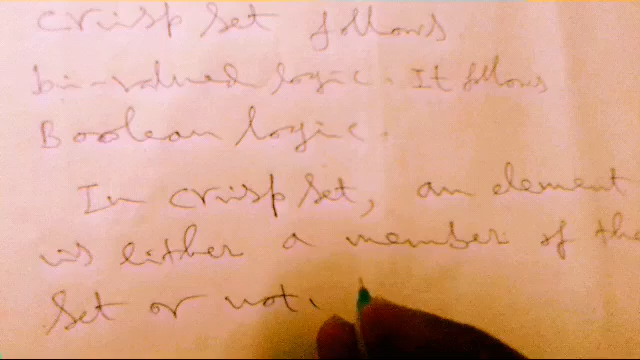 Crisp set follows
bi-valued logic. It follows
Boolean logic.
In crisp set, an element
is either a member of the
set or not.